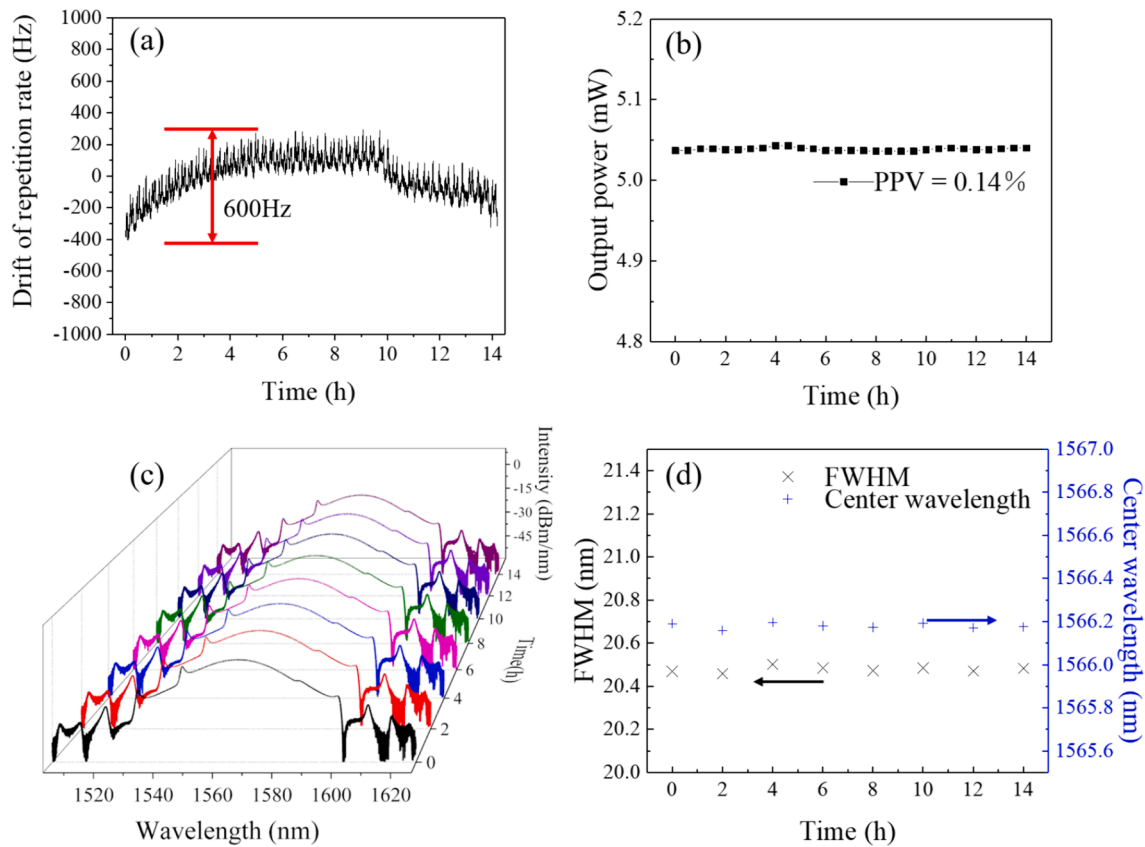 (a)
Drift of repetition rate (Hz)
1000
800
600
400
200
0
-200
-400
-600
-800
-1000
600Hz
0 2 4 6 8 10 12 14
Time (h)
(b)
Output power (mW)
5.2
5.1
5.0
4.9
4.8
PPV = 0.14%
0 2 4 6 8 10 12 14
Time (h)
(c)
Intensity (dBm/nm)
0
-15
-30
-45
14
12
10
8
6
4
2
0
Time(h)
1520 1540 1560 1580 1600 1620
Wavelength (nm)
(d)
FWHM (nm)
21.4
21.2
21.0
20.8
20.6
20.4
20.2
20.0
FWHM
Center wavelength
1567.0
1566.8
1566.6
1566.4
1566.2
1566.0
1565.8
1565.6
Center wavelength (nm)
0 2 4 6 8 10 12 14
Time (h)